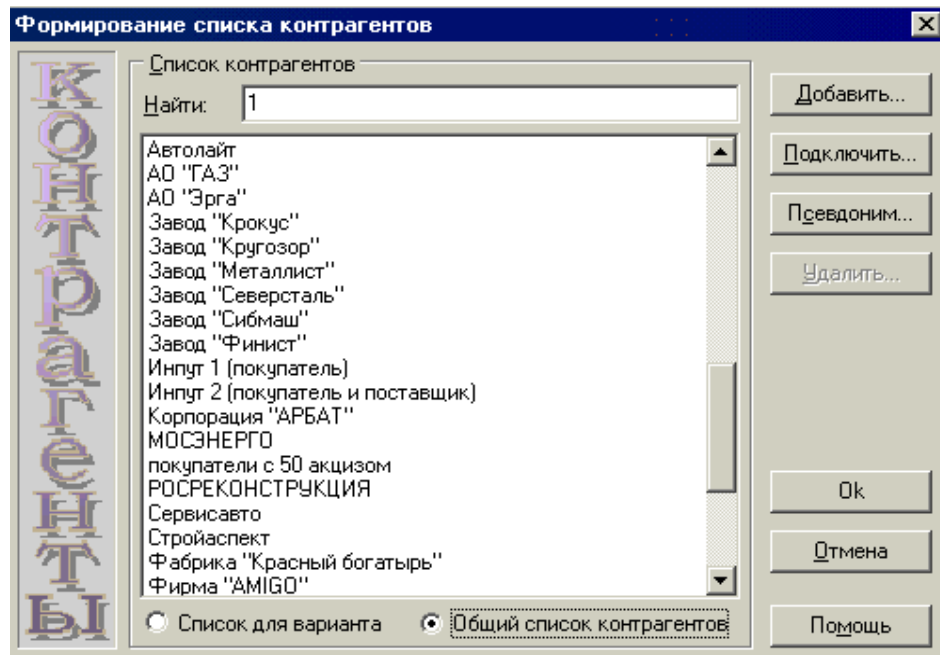 Формирование списка контрагентов
Контрагенты
Список контрагентов
Найти: 1
Автолайт
АО "ГАЗ"
АО "Эрга"
Завод "Крокус"
Завод "Кругозор"
Завод "Металлист"
Завод "Северсталь"
Завод "Сибмаш"
Завод "Финист"
Инпут 1 (покупатель)
Инпут 2 (покупатель и поставщик)
Корпорация "АРБАТ"
МОСЭНЕРГО
покупатели с 50 акцизом
РОСРЕКОНСТРУКЦИЯ
Сервисавто
Стройаспект
Фабрика "Красный богатырь"
Фирма "AMIGO"
Список для варианта
Общий список контрагентов
Добавить...
Подключить...
Псевдоним...
Удалить...
Ok
Отмена
Помощь